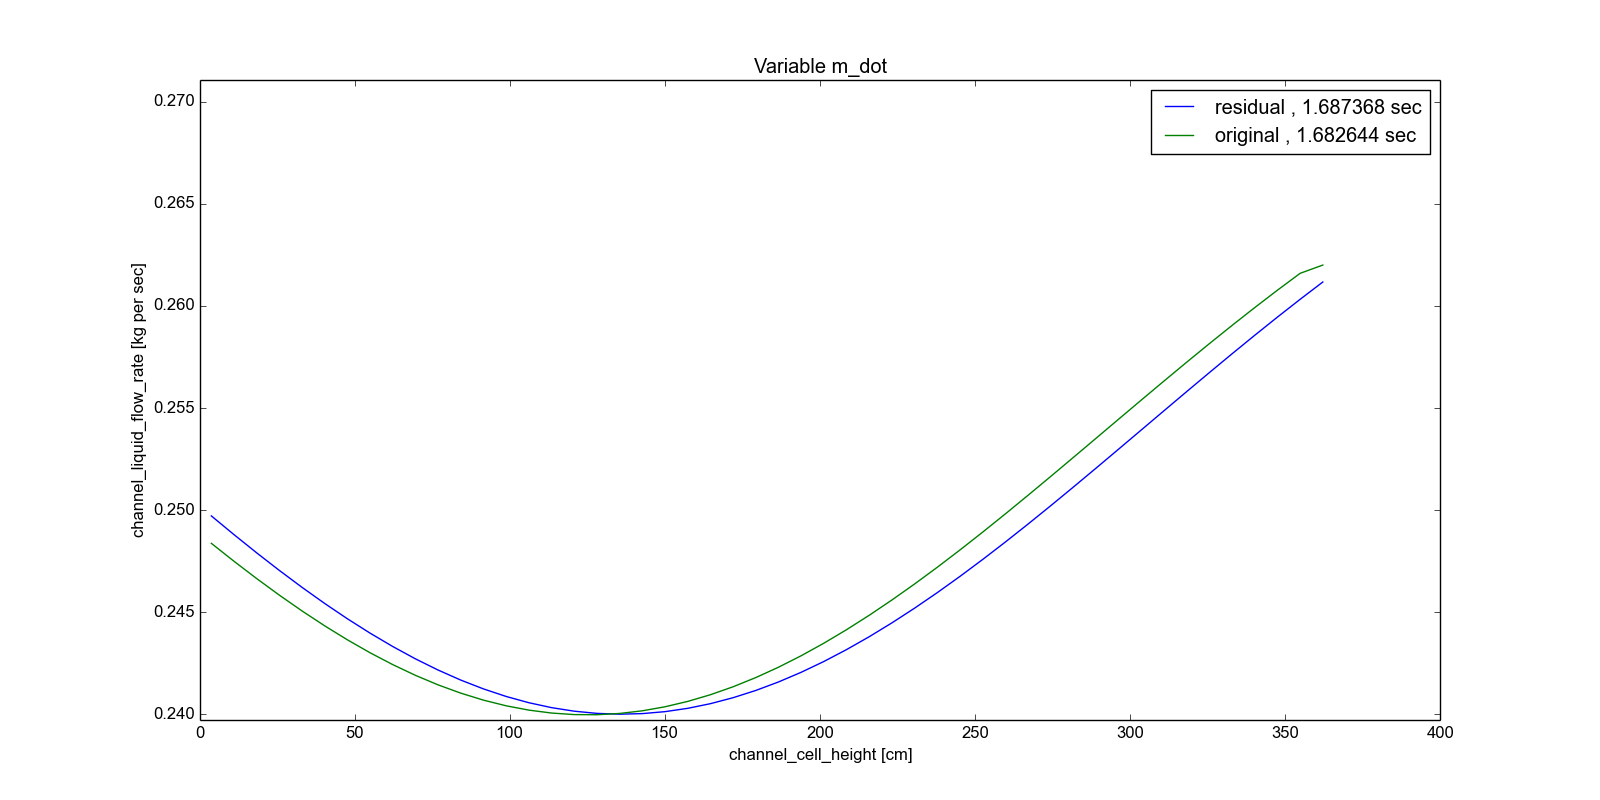 Variable m_dot
residual , 1.687368 sec
original , 1.682644 sec
channel_liquid_flow_rate [kg per sec]
0.270
0.265
0.260
0.255
0.250
0.245
0.240
0 50 100 150 200 250 300 350 400
channel_cell_height [cm]